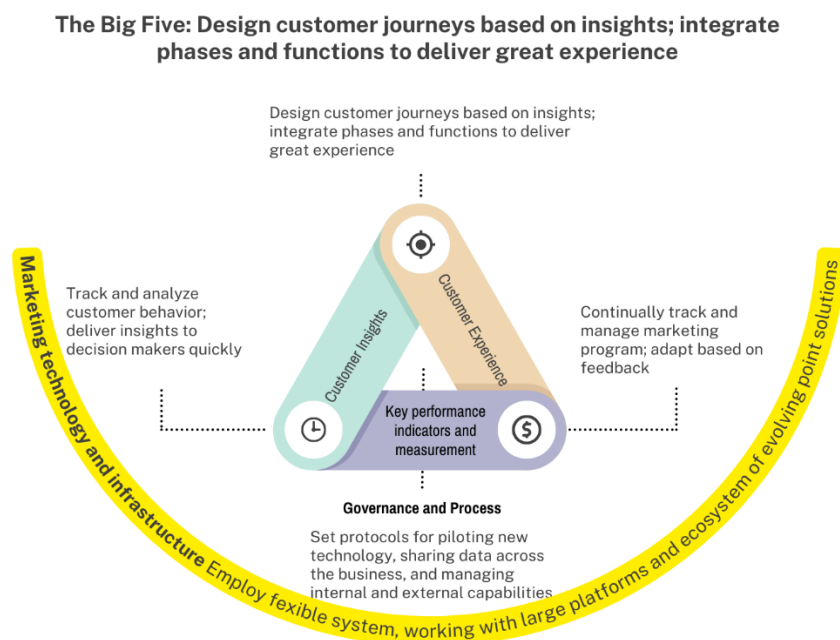 The Big Five: Design customer journeys based on insights; integrate
phases and functions to deliver great experience
Design customer journeys based on insights;
integrate phases and functions to deliver
great experience
Track and analyze
customer behavior;
deliver insights to
decision makers quickly
Customer Insights
Customer Experience
Continually track and
manage marketing
program; adapt based on
feedback
Key performance
indicators and
measurement
$
Governance and Process
Set protocols for piloting new
technology, sharing data across
the business, and managing
internal and external capabilities
Marketing technology and infrastructure Employ fexible system, working with large platforms and ecosystem of evolving point solutions